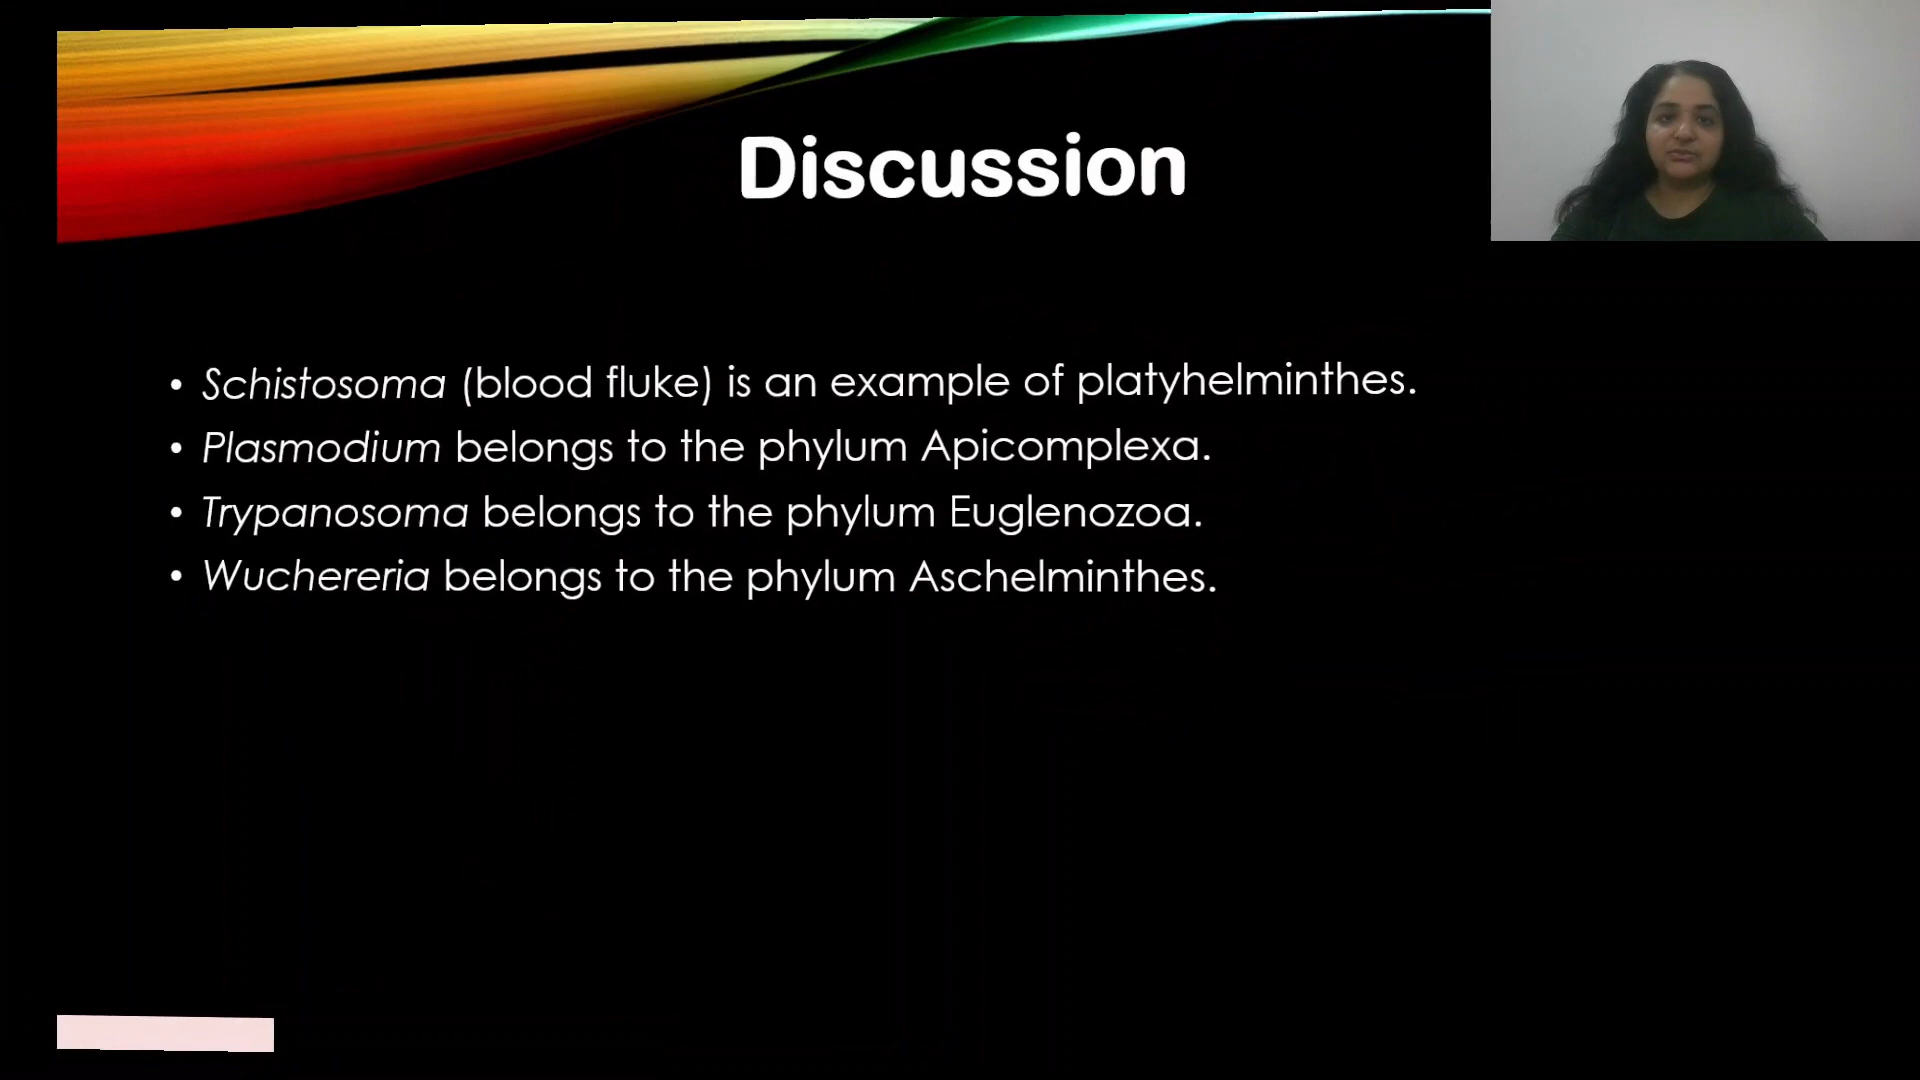 Discussion
• Schistosoma (blood fluke) is an example of platyhelminthes.
• Plasmodium belongs to the phylum Apicomplexa.
• Trypanosoma belongs to the phylum Euglenozoa.
• Wuchereria belongs to the phylum Aschelminthes.